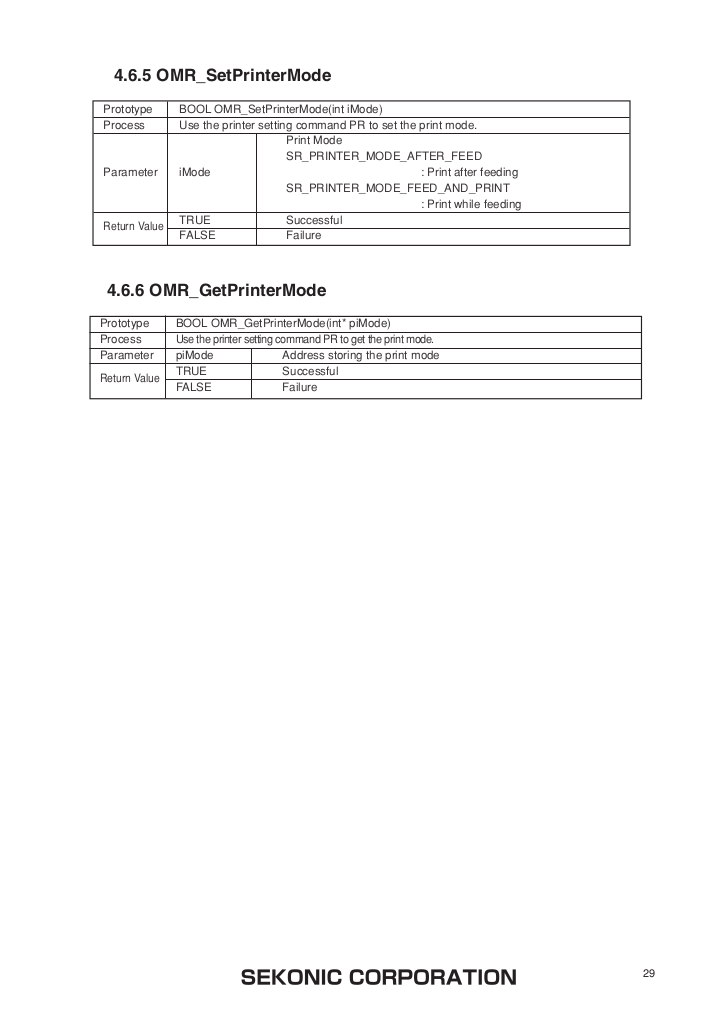 4.6.5 OMR_SetPrinterMode
Prototype BOOL OMR_SetPrinterMode(int iMode)
Process Use the printer setting command PR to set the print mode.
Print Mode
SR_PRINTER_MODE_AFTER_FEED
Parameter iMode : Print after feeding
SR_PRINTER_MODE_FEED_AND_PRINT
: Print while feeding
Return Value TRUE Successful
FALSE Failure
4.6.6 OMR_GetPrinterMode
Prototype BOOL OMR_GetPrinterMode(int* piMode)
Process Use the printer setting command PR to get the print mode.
Parameter piMode Address storing the print mode
Return Value TRUE Successful
FALSE Failure
SEKONIC CORPORATION 29